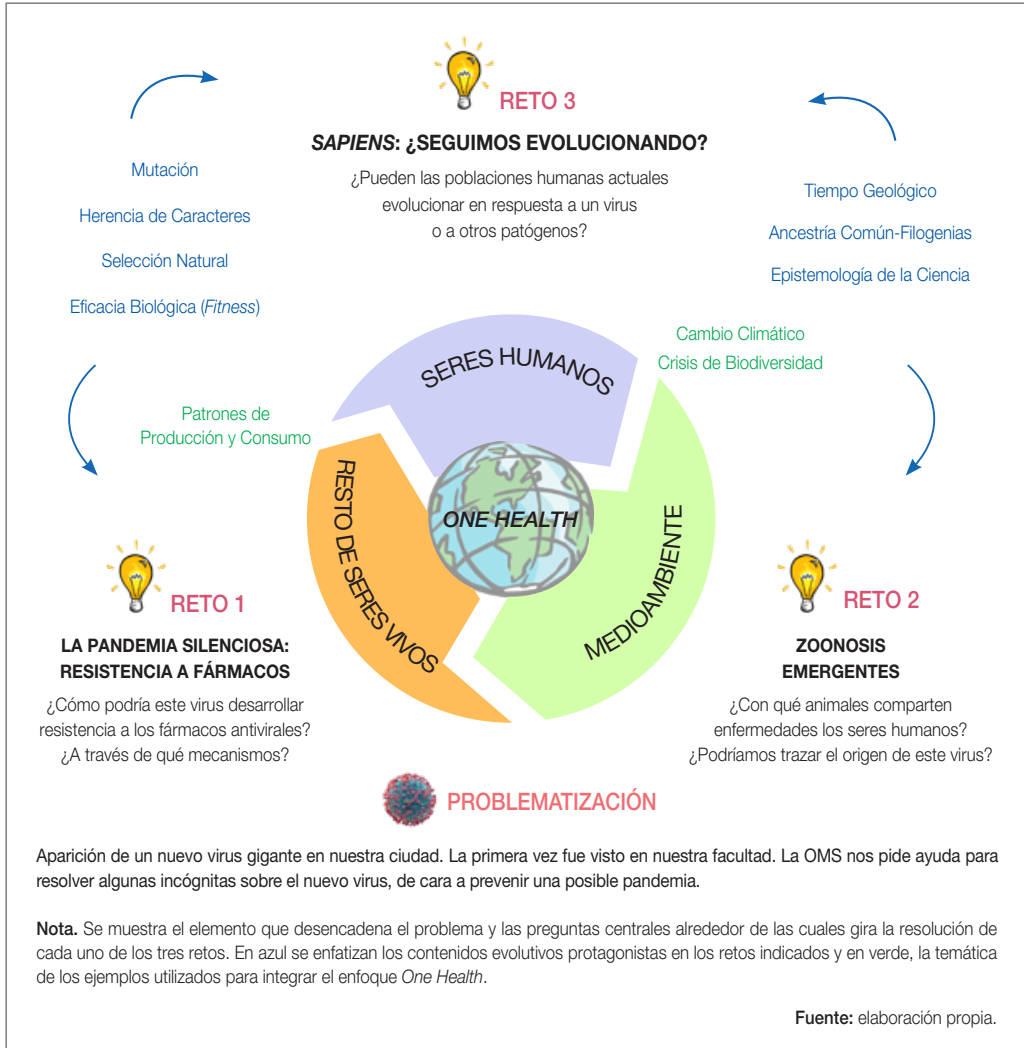 RETO 3
SAPIENS: ¿SEGUIMOS EVOLUCIONANDO?
¿Pueden las poblaciones humanas actuales
evolucionar en respuesta a un virus
o a otros patógenos?
Mutación
Herencia de Caracteres
Selección Natural
Eficacia Biológica (Fitness)
Tiempo Geológico
Ancestría Común-Filogenias
Epistemología de la Ciencia
Cambio Climático
Crisis de Biodiversidad
Patrones de
Producción y Consumo
SERES HUMANOS
RESTO DE SERES VIVOS
MEDIOAMBIENTE
ONE HEALTH
RETO 1
LA PANDEMIA SILENCIOSA:
RESISTENCIA A FÁRMACOS
¿Cómo podría este virus desarrollar
resistencia a los fármacos antivirales?
¿A través de qué mecanismos?
RETO 2
ZOONOSIS
EMERGENTES
¿Con qué animales comparten
enfermedades los seres humanos?
¿Podríamos trazar el origen de este virus?
PROBLEMATIZACIÓN
Aparición de un nuevo virus gigante en nuestra ciudad. La primera vez fue visto en nuestra facultad. La OMS nos pide ayuda para
resolver algunas incógnitas sobre el nuevo virus, de cara a prevenir una posible pandemia.
Nota. Se muestra el elemento que desencadena el problema y las preguntas centrales alrededor de las cuales gira la resolución de
cada uno de los tres retos. En azul se enfatizan los contenidos evolutivos protagonistas en los retos indicados y en verde, la temática
de los ejemplos utilizados para integrar el enfoque One Health.
Fuente: elaboración propia.